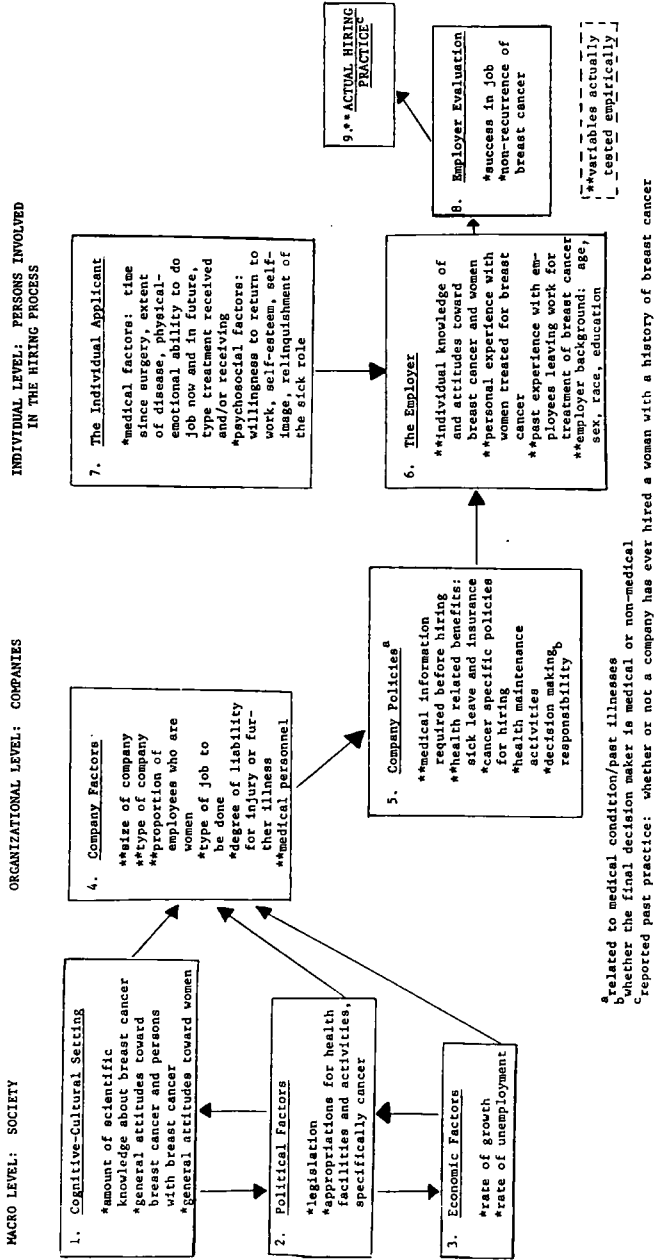 MACRO LEVEL: SOCIETY
ORGANIZATIONAL LEVEL: COMPANIES
INDIVIDUAL LEVEL: PERSONS INVOLVED
IN THE HIRING PROCESS
1. Cognitive-Cultural Setting
*amount of scientific
knowledge about breast cancer
*general attitudes toward
breast cancer and persons
with breast cancer
*general attitudes toward women
2. Political Factors
*legislation
*appropriations for health
facilities and activities,
specifically cancer
3. Economic Factors
*rate of growth
*rate of unemployment
4. Company Factors
**size of company
**type of company
**proportion of
employees who are
women
*type of job to
be done
*degree of liability
for injury or fur-
ther illness
**medical personnel
5. Company Policies^a
**medical information
required before hiring
**health related benefits:
sick leave and insurance
*cancer specific policies
for hiring
*health maintenance
activities
*decision making
responsibility^b
7. The Individual Applicant
*medical factors: time
since surgery, extent
of disease, physical-
emotional ability to do
job now and in future,
type treatment received
and/or receiving
*psychosocial factors:
willingness to return to
work, self-esteem, self-
image, relinquishment of
the sick role
6. The Employer
**individual knowledge of
and attitudes toward
breast cancer and women
**personal experience with
women treated for breast
cancer
**past experience with em-
ployees leaving work for
treatment of breast cancer
**employer background: age,
sex, race, education
9.**ACTUAL HIRING
PRACTICE^c
8. Employer Evaluation
*success in job
*non-recurrence of
breast cancer
**variables actually
tested empirically
^a related to medical condition/past illnesses
^b whether the final decision maker is medical or non-medical
^c reported past practice: whether or not a company has ever hired a woman with a history of breast cancer